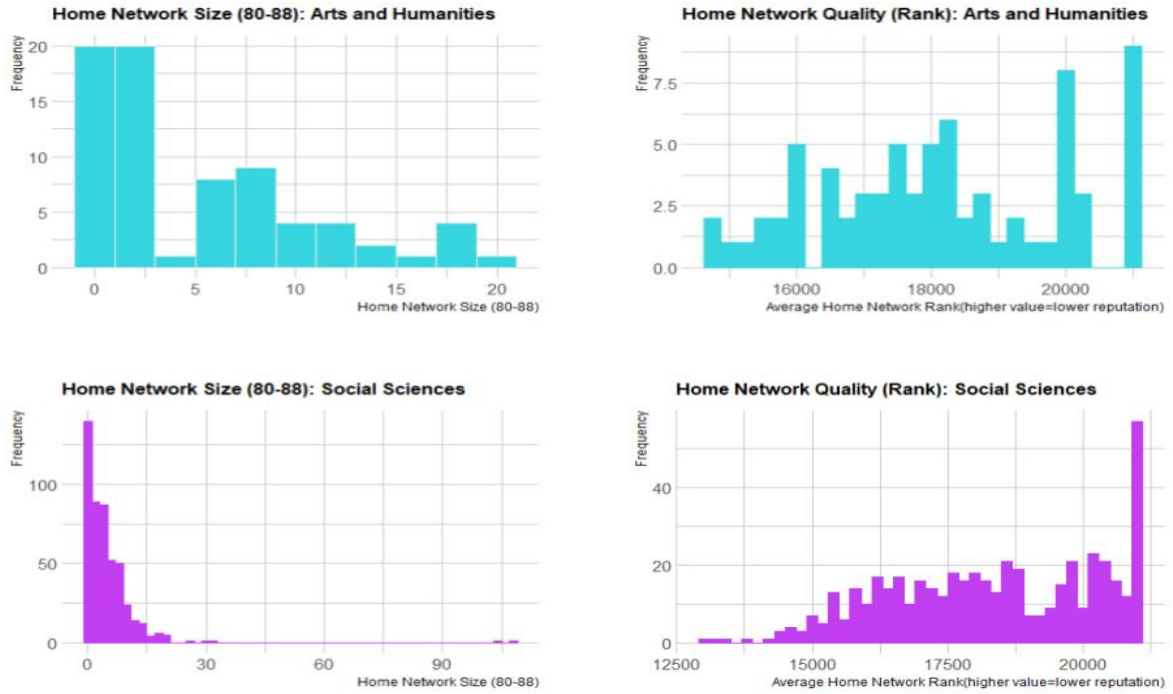 Home Network Size (80-88): Arts and Humanities
Frequency
20
15
10
5
0
0 5 10 15 20
Home Network Size (80-88)
Home Network Quality (Rank): Arts and Humanities
Frequency
7.5
5.0
2.5
0.0
16000 18000 20000
Average Home Network Rank(higher value=lower reputation)
Home Network Size (80-88): Social Sciences
Frequency
100
50
0
0 30 60 90
Home Network Size (80-88)
Home Network Quality (Rank): Social Sciences
Frequency
40
20
0
12500 15000 17500 20000
Average Home Network Rank(higher value=lower reputation)